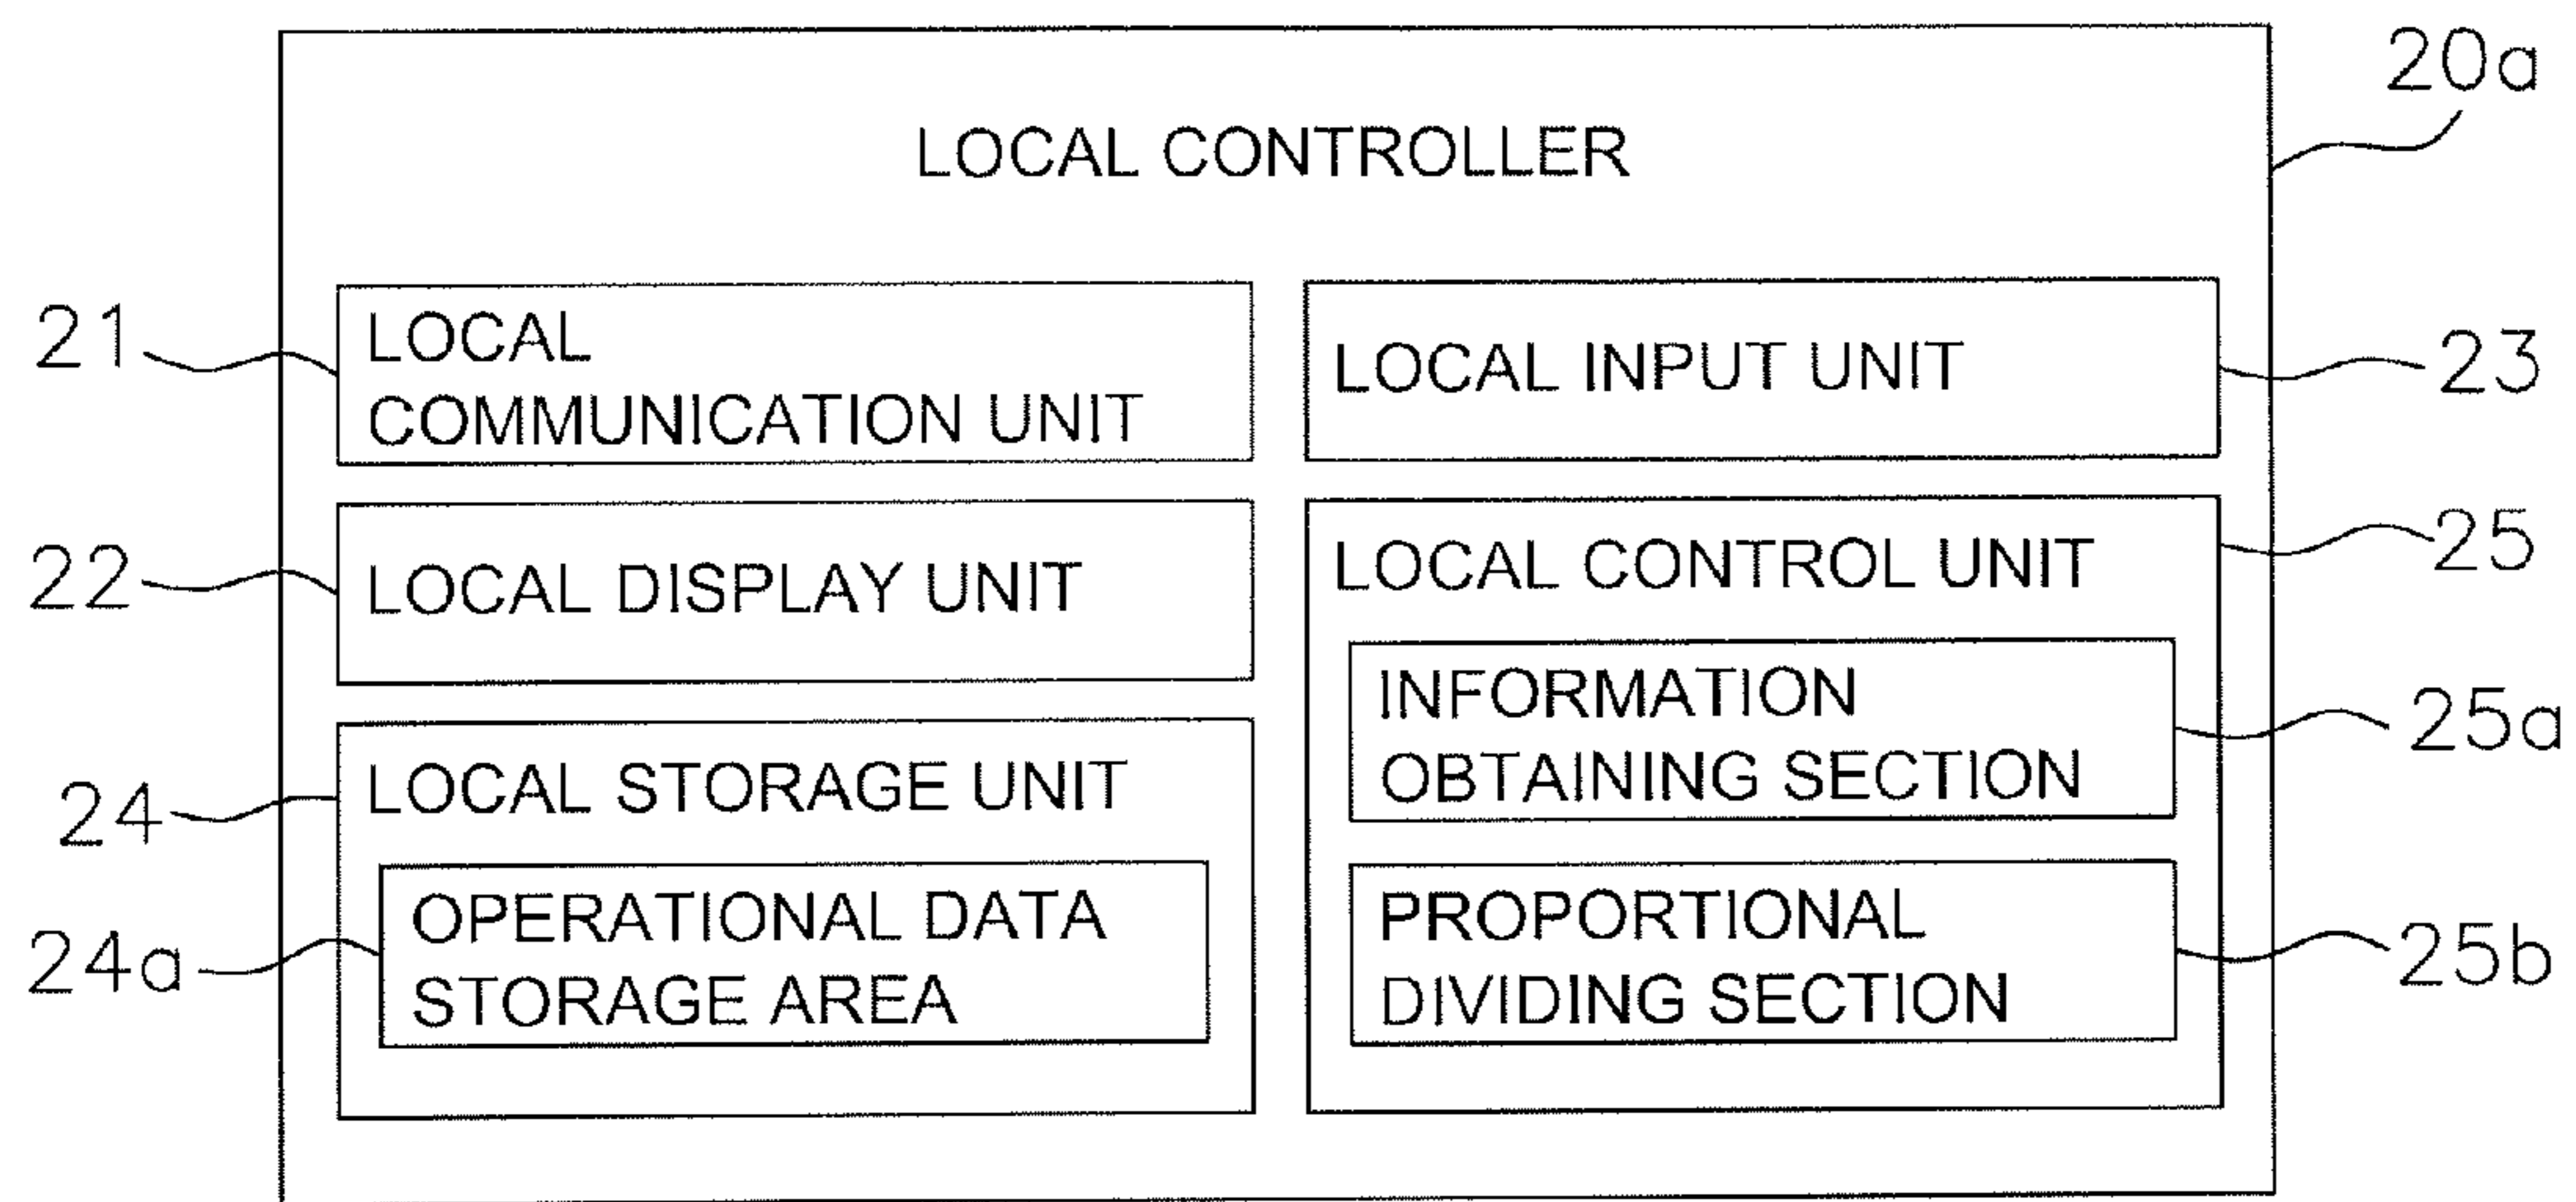 20a
LOCAL CONTROLLER
21
LOCAL
COMMUNICATION UNIT
LOCAL INPUT UNIT
23
22
LOCAL DISPLAY UNIT
LOCAL CONTROL UNIT
25
INFORMATION
OBTAINING SECTION
25a
24
LOCAL STORAGE UNIT
24a
OPERATIONAL DATA
STORAGE AREA
PROPORTIONAL
DIVIDING SECTION
25b